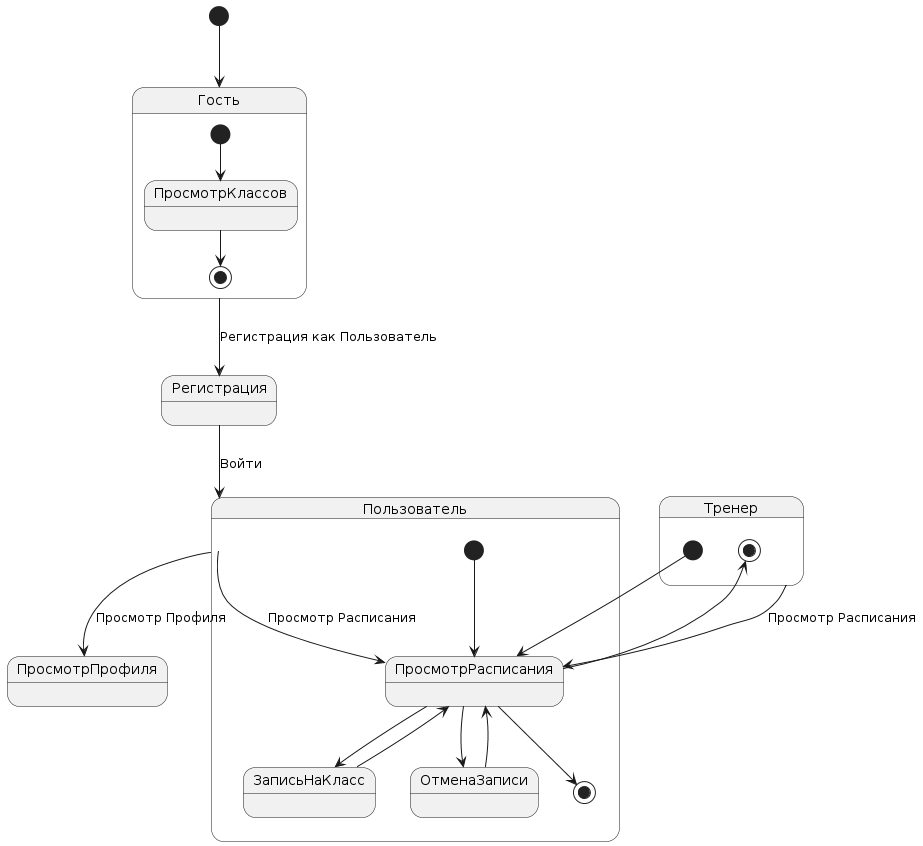 Гость
ПросмотрКлассов
Регистрация как Пользователь
Регистрация
Войти
Пользователь
Тренер
Просмотр Профиля
Просмотр Расписания
Просмотр Расписания
ПросмотрПрофиля
ПросмотрРасписания
ЗаписьНаКласс
ОтменаЗаписи